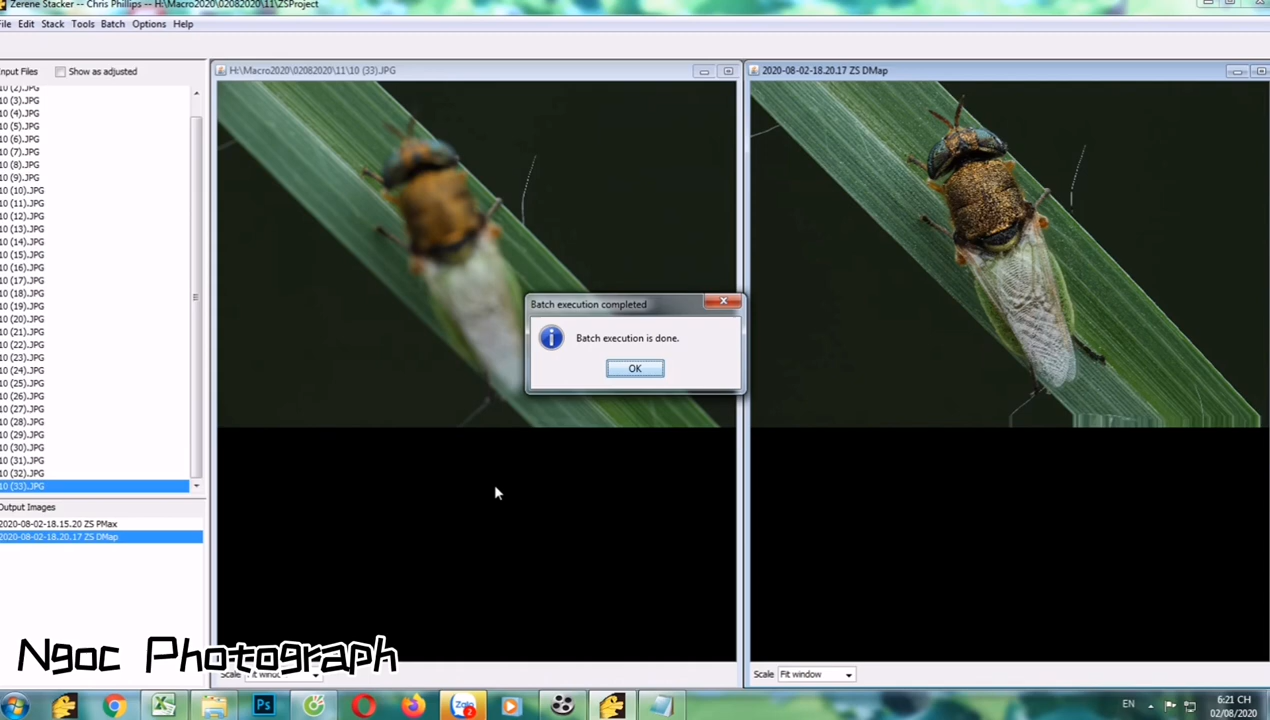 Zerene Stacker -- Chris Phillips -- H:\Macro2020\02082020\11\ZSProject
File Edit Stack Tools Batch Options Help
Input Files Show as adjusted
H:\Macro2020\02082020\11\10 (33).JPG
2020-08-02-18.20.17 ZS DMap
10 (2).JPG
10 (3).JPG
10 (4).JPG
10 (5).JPG
10 (6).JPG
10 (7).JPG
10 (8).JPG
10 (9).JPG
10 (10).JPG
10 (11).JPG
10 (12).JPG
10 (13).JPG
10 (14).JPG
10 (15).JPG
10 (16).JPG
10 (17).JPG
10 (18).JPG
10 (19).JPG
10 (20).JPG
10 (21).JPG
10 (22).JPG
10 (23).JPG
10 (24).JPG
10 (25).JPG
10 (26).JPG
10 (27).JPG
10 (28).JPG
10 (29).JPG
10 (30).JPG
10 (31).JPG
10 (32).JPG
10 (33).JPG
Batch execution completed
Batch execution is done.
OK
Output Images
2020-08-02-18.15.20 ZS PMax
2020-08-02-18.20.17 ZS DMap
Ngoc Photograph
Scale Fit window
Scale Fit window
Ps
Zalo
2
EN
6:21 CH
02/08/2020